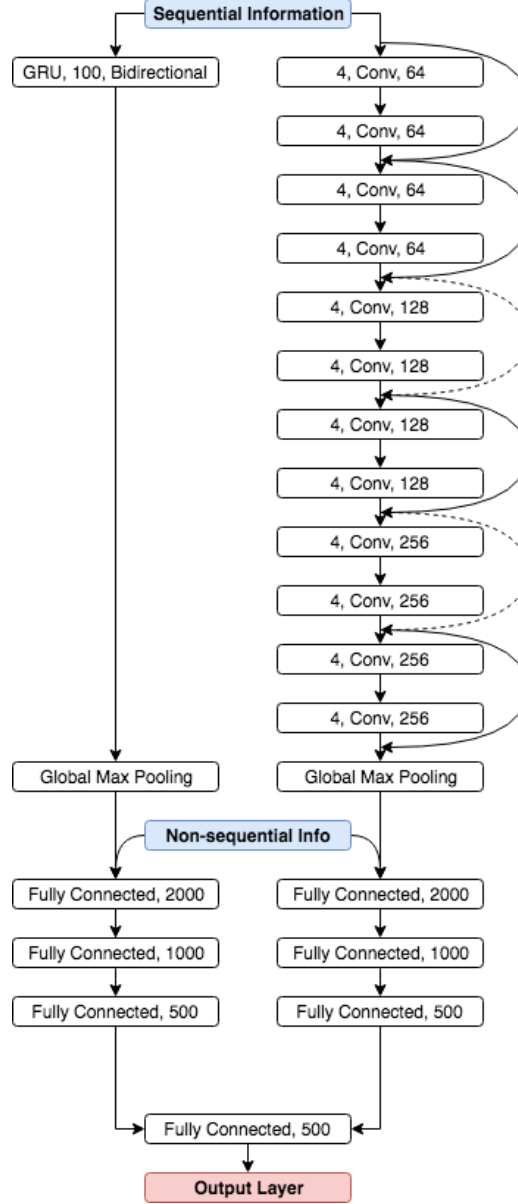 Sequential Information
GRU, 100, Bidirectional
4, Conv, 64
4, Conv, 64
4, Conv, 64
4, Conv, 64
4, Conv, 128
4, Conv, 128
4, Conv, 128
4, Conv, 128
4, Conv, 256
4, Conv, 256
4, Conv, 256
4, Conv, 256
Global Max Pooling
Global Max Pooling
Non-sequential Info
Fully Connected, 2000
Fully Connected, 2000
Fully Connected, 1000
Fully Connected, 1000
Fully Connected, 500
Fully Connected, 500
Fully Connected, 500
Output Layer